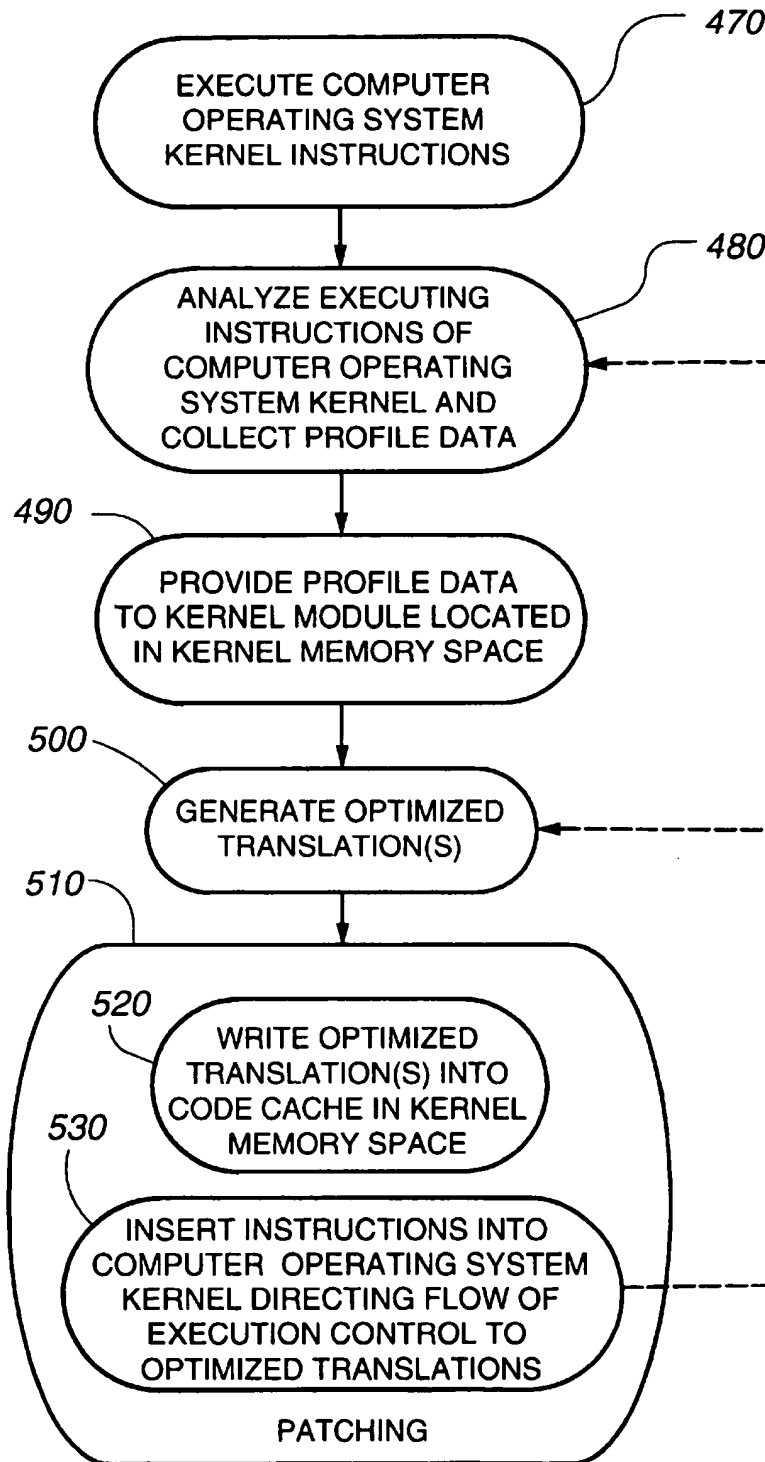 470
EXECUTE COMPUTER
OPERATING SYSTEM
KERNEL INSTRUCTIONS
480
ANALYZE EXECUTING
INSTRUCTIONS OF
COMPUTER OPERATING
SYSTEM KERNEL AND
COLLECT PROFILE DATA
490
PROVIDE PROFILE DATA
TO KERNEL MODULE LOCATED
IN KERNEL MEMORY SPACE
500
GENERATE OPTIMIZED
TRANSLATION(S)
510
520
WRITE OPTIMIZED
TRANSLATION(S) INTO
CODE CACHE IN KERNEL
MEMORY SPACE
530
INSERT INSTRUCTIONS INTO
COMPUTER OPERATING SYSTEM
KERNEL DIRECTING FLOW OF
EXECUTION CONTROL TO
OPTIMIZED TRANSLATIONS
PATCHING